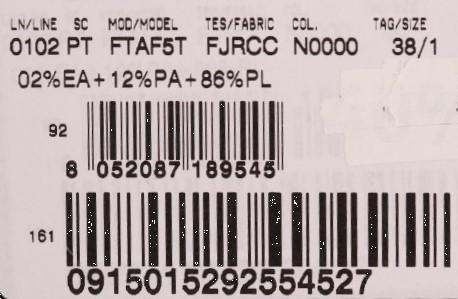 LN/LINE SC MOD/MODEL TES/FABRIC COL. TAG/SIZE
0102 PT FTAF5T FJRCC N0000 38/1
02%EA+12%PA+86%PL
92
8 052087 189545
161
0915015292554527